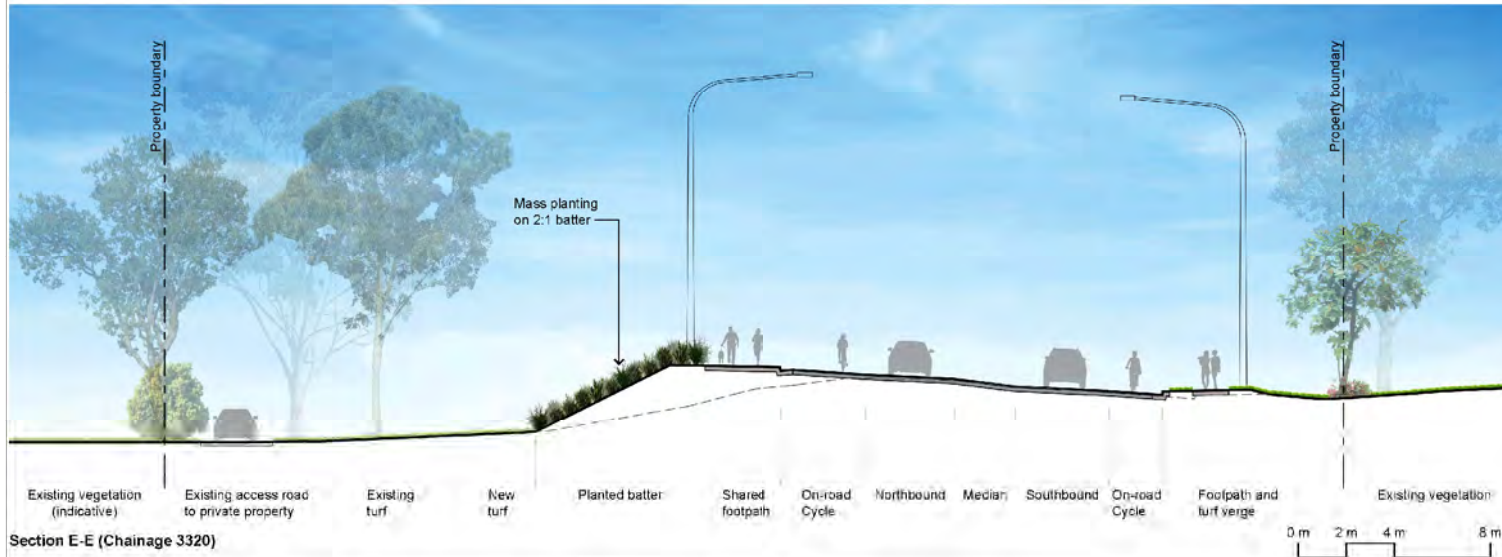 Property boundary
Mass planting
on 2:1 batter
Property boundary
Existing vegetation
(indicative)
Existing access road
to private property
Existing
turf
New
turf
Planted batter
Shared
footpath
On-road
Cycle
Northbound
Median
Southbound
On-road
Cycle
Footpath and
turf verge
Existing vegetation
Section E-E (Chainage 3320)
0 m 2 m 4 m 8 m